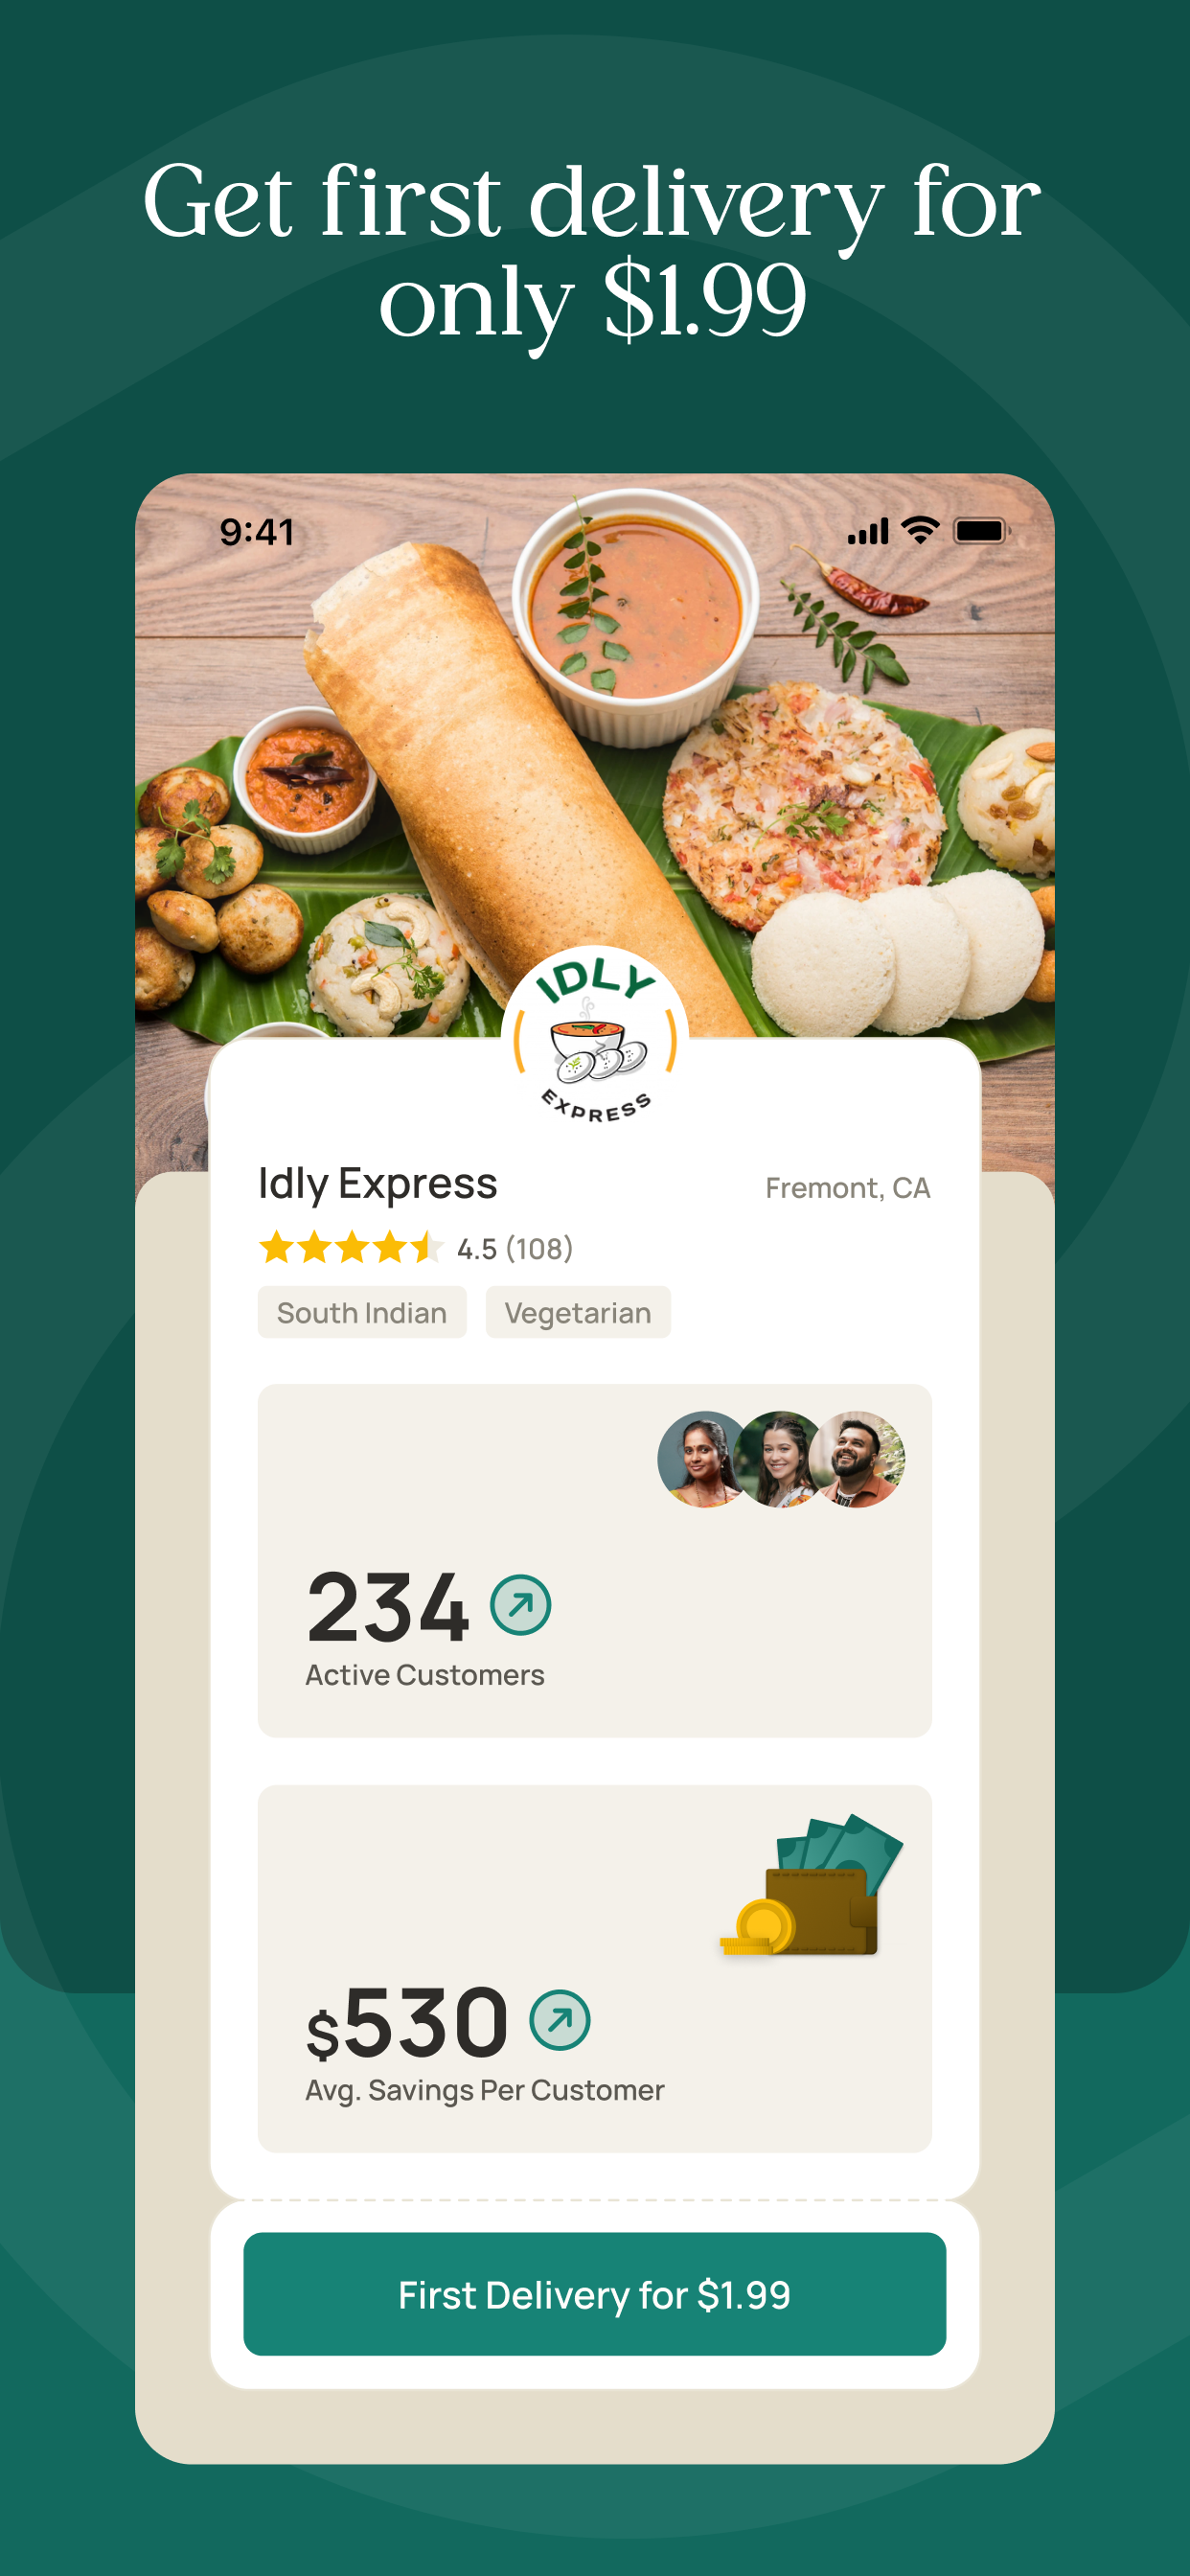 Get first delivery for
only $1.99
9:41
IDLY
EXPRESS
Idly Express
Fremont, CA
4.5 (108)
South Indian
Vegetarian
234
Active Customers
$530
Avg. Savings Per Customer
First Delivery for $1.99